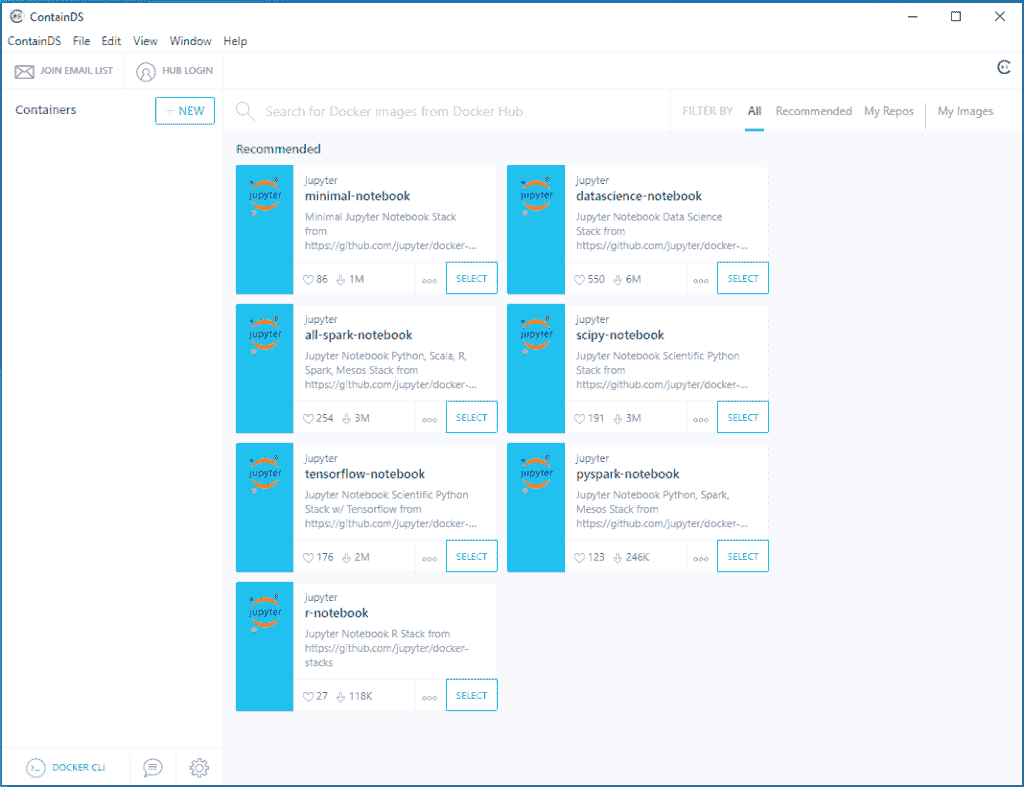 ContainDS
ContainDS File Edit View Window Help
JOIN EMAIL LIST HUB LOGIN
Containers + NEW
Search for Docker images from Docker Hub
FILTER BY All Recommended My Repos My Images
Recommended
jupyter
jupyter
minimal-notebook
Minimal Jupyter Notebook Stack
from
https://github.com/jupyter/docker-...
86 1M
SELECT
jupyter
jupyter
datascience-notebook
Jupyter Notebook Data Science
Stack from
https://github.com/jupyter/docker-...
550 6M
SELECT
jupyter
jupyter
all-spark-notebook
Jupyter Notebook Python, Scala, R,
Spark, Mesos Stack from
https://github.com/jupyter/docker-...
254 3M
SELECT
jupyter
jupyter
scipy-notebook
Jupyter Notebook Scientific Python
Stack from
https://github.com/jupyter/docker-...
191 3M
SELECT
jupyter
jupyter
tensorflow-notebook
Jupyter Notebook Scientific Python
Stack w/ Tensorflow from
https://github.com/jupyter/docker-...
176 2M
SELECT
jupyter
jupyter
pyspark-notebook
Jupyter Notebook Python, Spark,
Mesos Stack from
https://github.com/jupyter/docker-...
123 246K
SELECT
jupyter
jupyter
r-notebook
Jupyter Notebook R Stack from
https://github.com/jupyter/docker-
stacks
27 118K
SELECT
DOCKER CLI